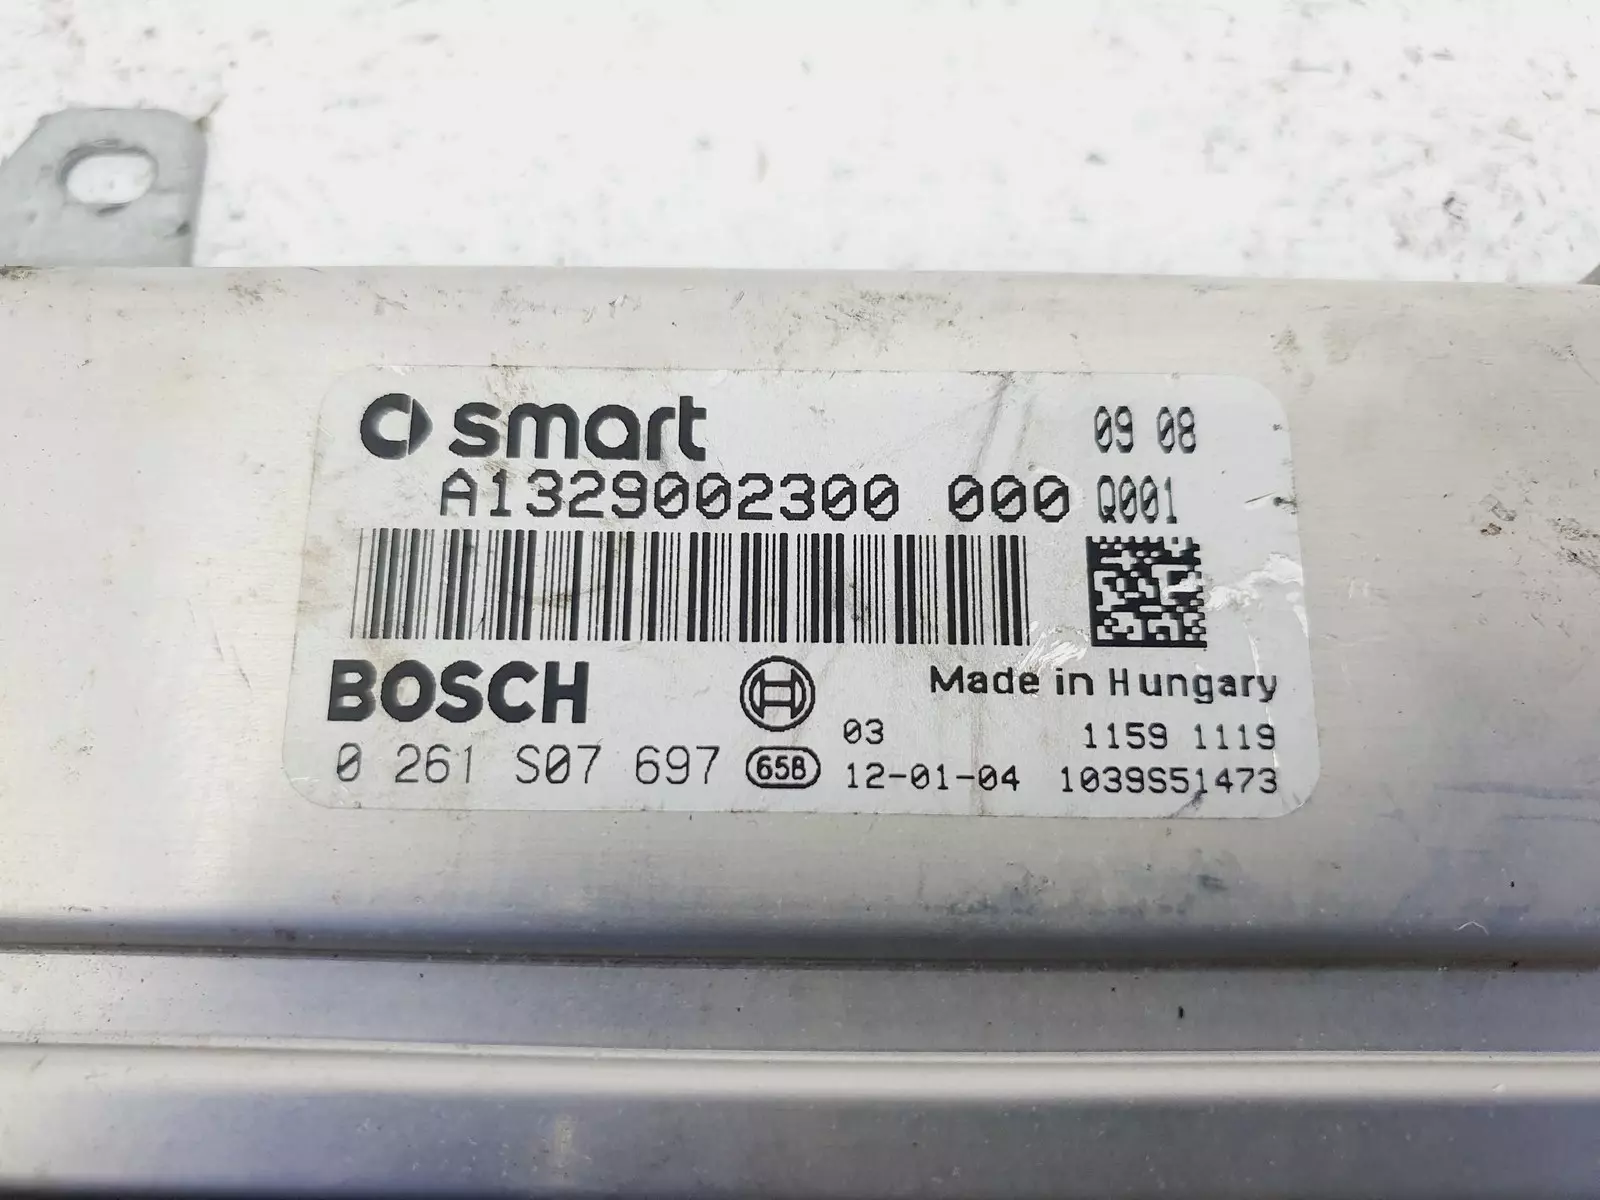 smart 09 08
A1329002300 000 Q001
BOSCH Made in Hungary
03 1159 1119
0 261 S07 697 658 12-01-04 1039S51473